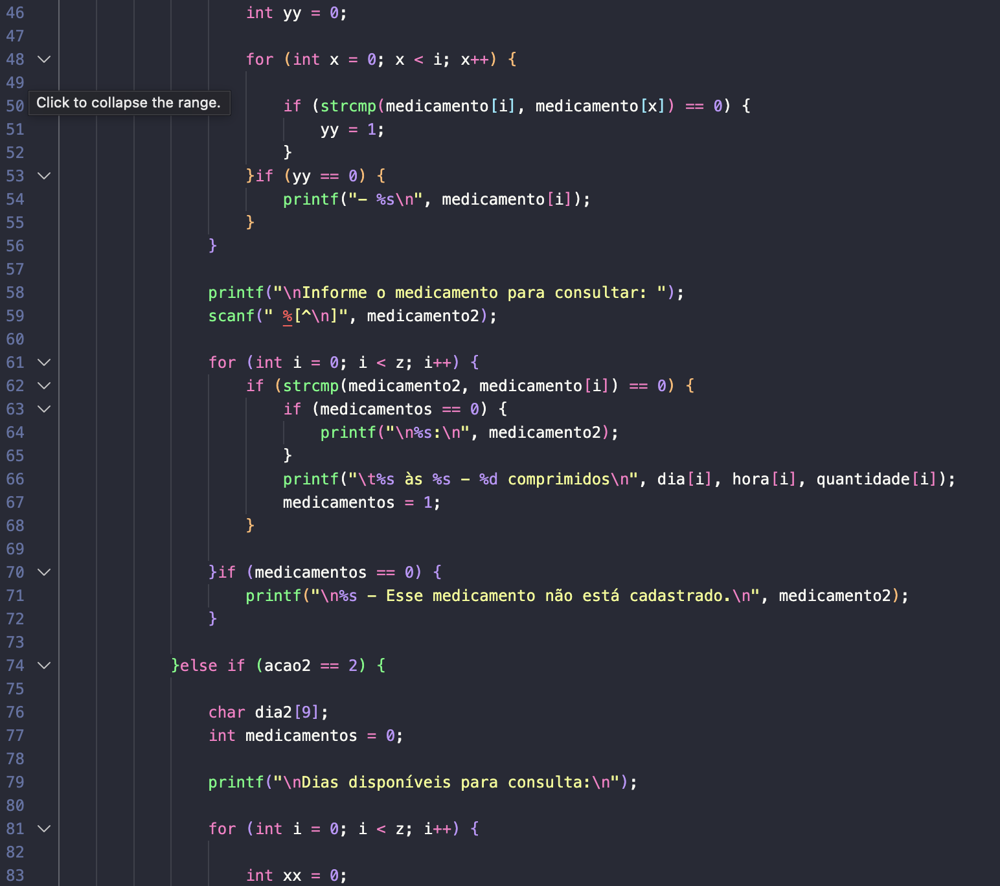 46 int yy = 0;
47
48 for (int x = 0; x < i; x++) {
49
Click to collapse the range.
50 if (strcmp(medicamento[i], medicamento[x]) == 0) {
51 yy = 1;
52 }
53 }if (yy == 0) {
54 printf("- %s\n", medicamento[i]);
55 }
56 }
57
58 printf("\nInforme o medicamento para consultar: ");
59 scanf(" %[^\n]", medicamento2);
60
61 for (int i = 0; i < z; i++) {
62 if (strcmp(medicamento2, medicamento[i]) == 0) {
63 if (medicamentos == 0) {
64 printf("\n%s:\n", medicamento2);
65 }
66 printf("\t%s às %s - %d comprimidos\n", dia[i], hora[i], quantidade[i]);
67 medicamentos = 1;
68 }
69
70 }if (medicamentos == 0) {
71 printf("\n%s - Esse medicamento não está cadastrado.\n", medicamento2);
72 }
73
74 }else if (acao2 == 2) {
75
76 char dia2[9];
77 int medicamentos = 0;
78
79 printf("\nDias disponíveis para consulta:\n");
80
81 for (int i = 0; i < z; i++) {
82
83 int xx = 0;